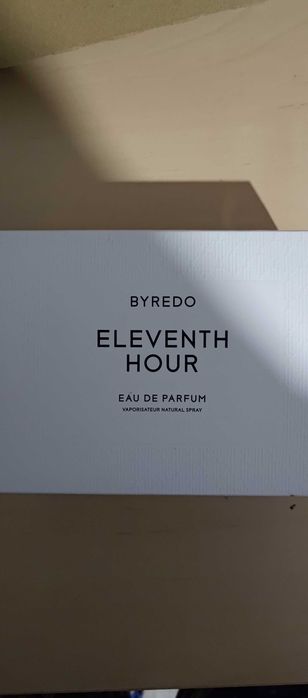 BYREDO
ELEVENTH
HOUR
EAU DE PARFUM
VAPORISATEUR NATURAL SPRAY